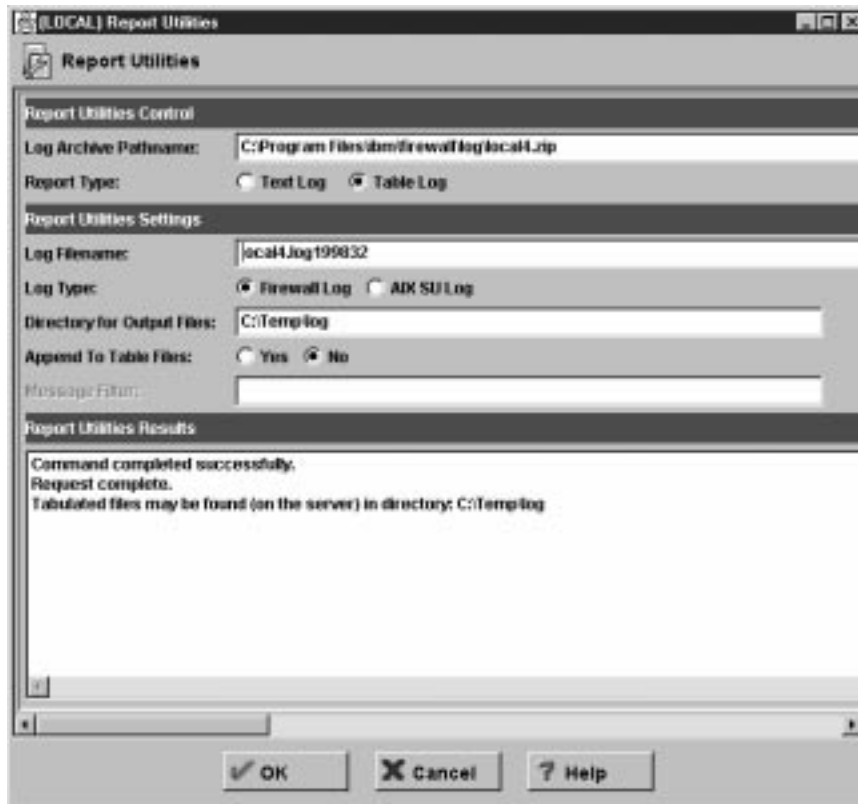 (LOCAL) Report Utilities
Report Utilities
Report Utilities Control
Log Archive Pathname: C:\Program Files\ibm\firewall\log\local4.zip
Report Type: Text Log Table Log
Report Utilities Settings
Log Filename: local4.log199832
Log Type: Firewall Log AIX SU Log
Directory for Output Files: C:\Temp\log
Append To Table Files: Yes No
Message Filter:
Report Utilities Results
Command completed successfully.
Request complete.
Tabulated files may be found (on the server) in directory: C:\Temp\log
OK Cancel Help